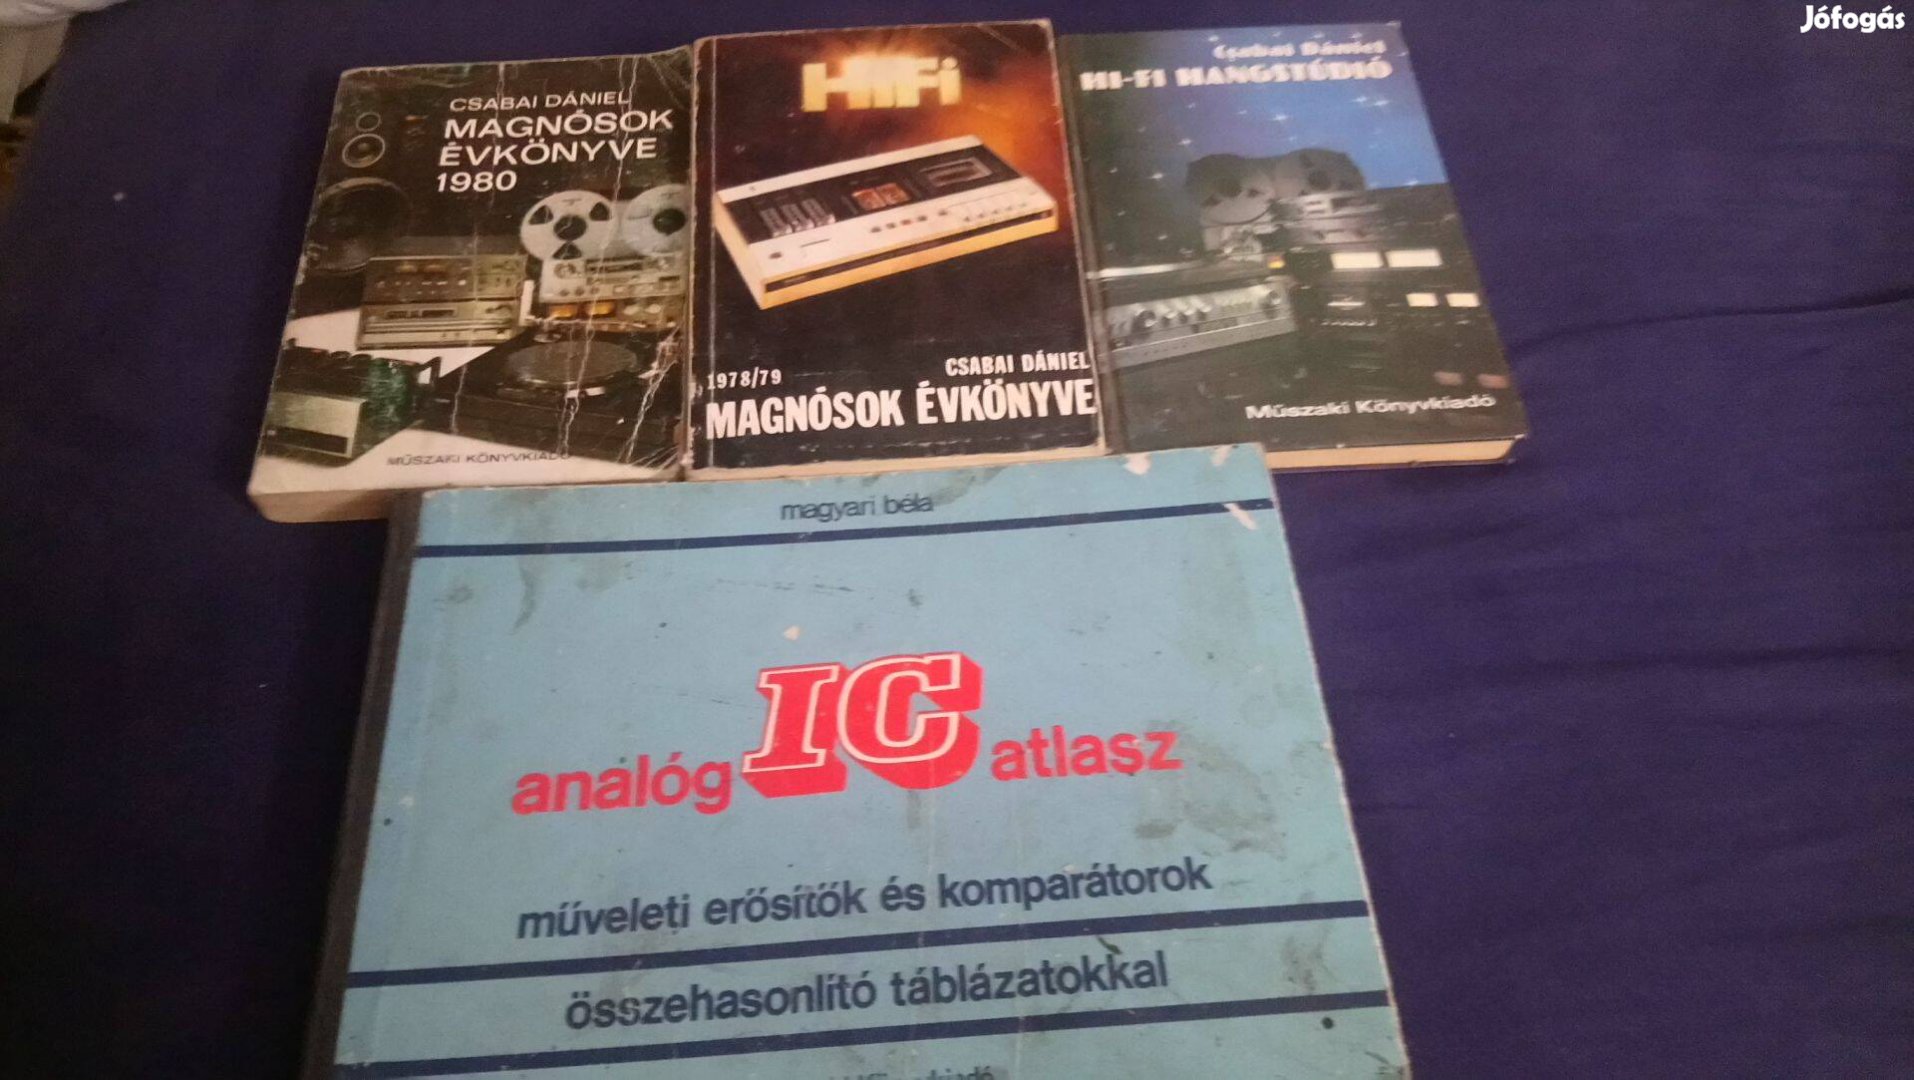 Jófogás
CSABAI DÁNIEL
MAGNÓSOK
ÉVKÖNYVE
1980
MŰSZAKI KÖNYVKIADÓ
HiFi
1978/79
CSABAI DÁNIEL
MAGNÓSOK ÉVKÖNYVE
Csabai Dániel
HI-FI HANGSTÚDIÓ
Műszaki Könyvkiadó
magyari béla
analóg IC atlasz
műveleti erősítők és komparátorok
összehasonlító táblázatokkal